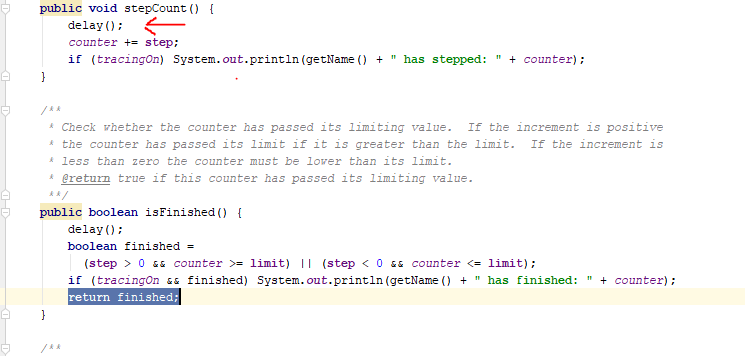 public void stepCount() {
delay();
counter += step;
if (tracingOn) System.out.println(getName() + " has stepped: " + counter);
}
/**
* Check whether the counter has passed its limiting value.  If the increment is positive
* the counter has passed its limit if it is greater than the limit.  If the increment is
* less than zero the counter must be lover than its limit.
* @return true if this counter has passed its limiting value.
**/
public boolean isFinished() {
delay();
boolean finished =
(step > 0 && counter >= limit) || (step < 0 && counter <= limit);
if (tracingOn && finished) System.out.println(getName() + " has finished: " + counter);
return finished;
}
/**